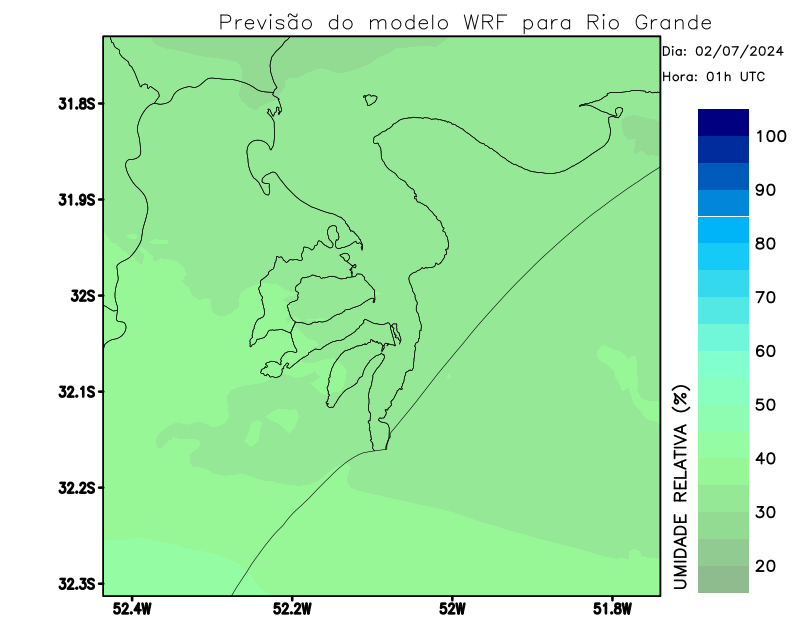 Previsão do modelo WRF para Rio Grande
Dia: 02/07/2024
Hora: 01h UTC
31.8S
31.9S
32S
32.1S
32.2S
32.3S
52.4W
52.2W
52W
51.8W
UMIDADE RELATIVA (%)
100
90
80
70
60
50
40
30
20